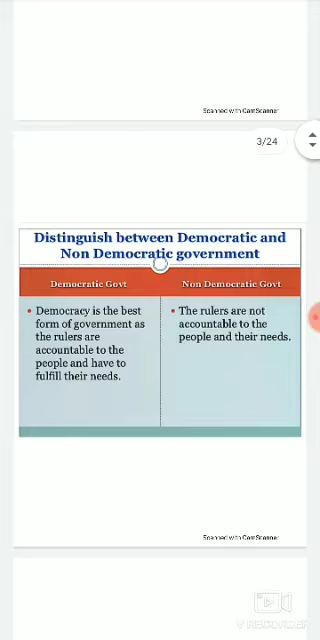 Scanned with CamScanner
3/24
Distinguish between Democratic and
Non Democratic government
Democratic Govt
Non Democratic Govt
• Democracy is the best
form of government as
the rulers are
accountable to the
people and have to
fulfill their needs.
• The rulers are not
accountable to the
people and their needs.
Scanned with CamScanner
V RECORDER